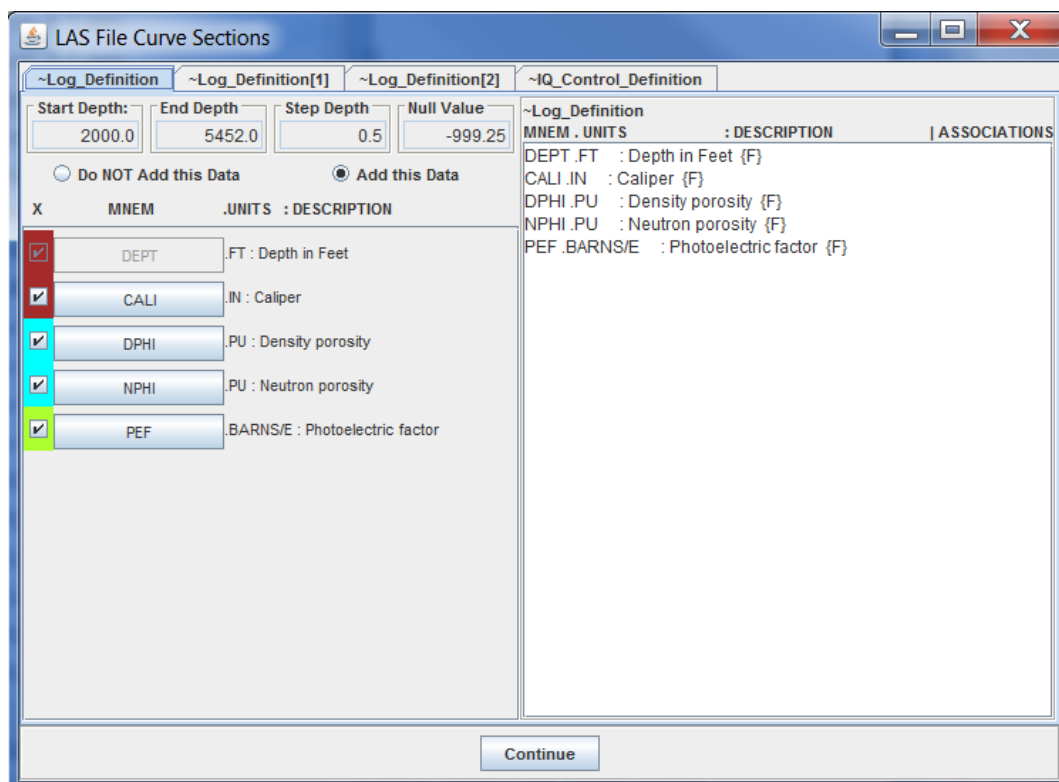 LAS File Curve Sections
~Log_Definition ~Log_Definition[1] ~Log_Definition[2] ~IQ_Control_Definition
Start Depth: End Depth Step Depth Null Value
2000.0 5452.0 0.5 -999.25
Do NOT Add this Data Add this Data
X MNEM .UNITS : DESCRIPTION
DEPT .FT : Depth in Feet
CALI .IN : Caliper
DPHI .PU : Density porosity
NPHI .PU : Neutron porosity
PEF .BARNS/E : Photoelectric factor
~Log_Definition
MNEM . UNITS : DESCRIPTION | ASSOCIATIONS
DEPT .FT : Depth in Feet {F}
CALI .IN : Caliper {F}
DPHI .PU : Density porosity {F}
NPHI .PU : Neutron porosity {F}
PEF .BARNS/E : Photoelectric factor {F}
Continue